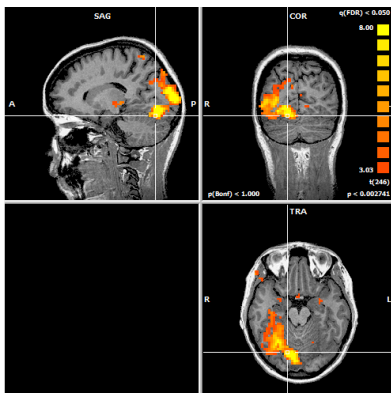 SAG
A
P
COR
q(FDR) < 0.050
8.00
R
3.03
t(246)
p(Bonf) < 1.000
p < 0.002741
TRA
R
L